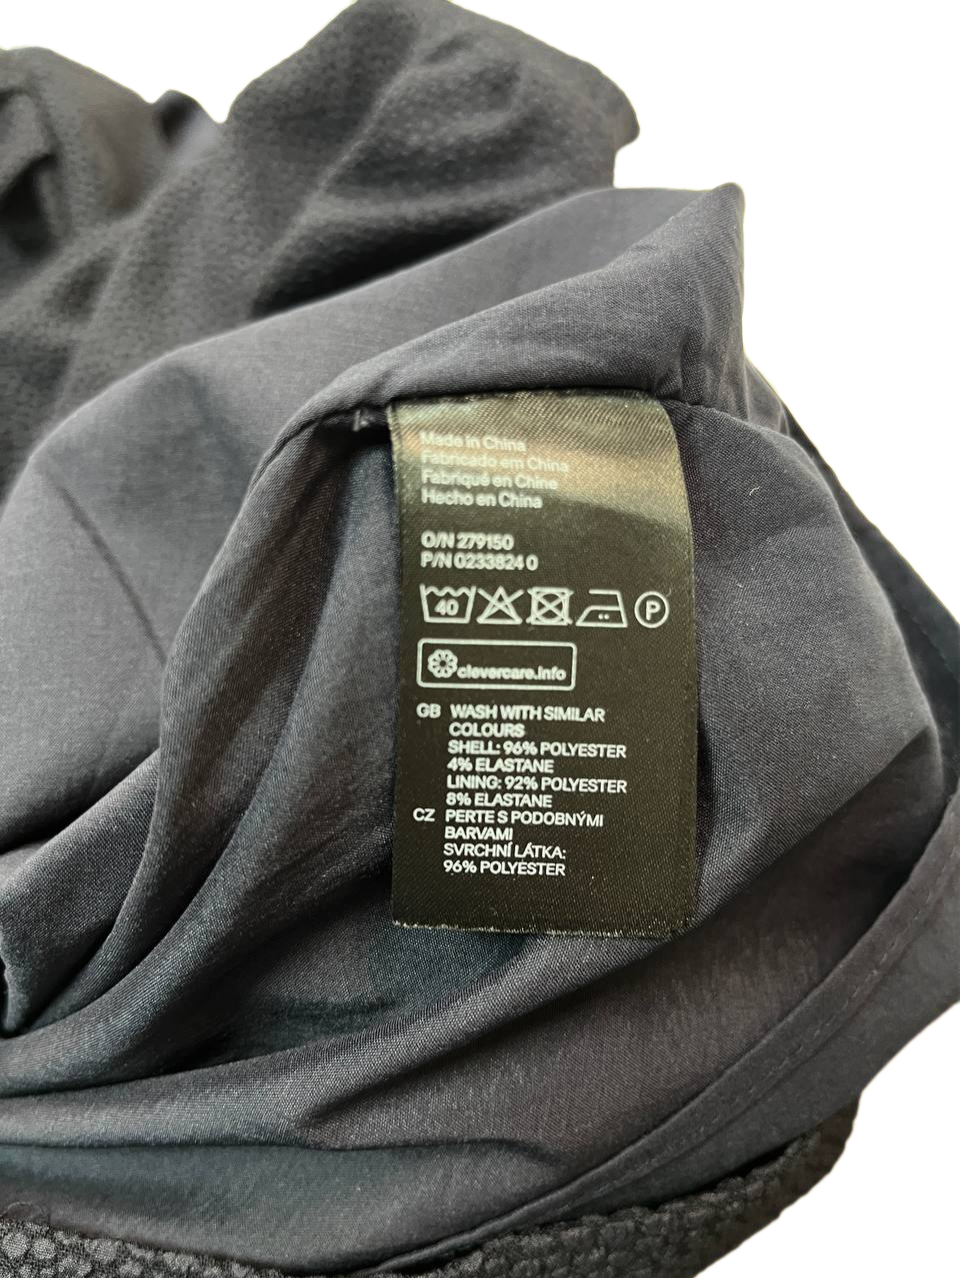 Made in China
Fabricado em China
Fabriqué en Chine
Hecho en China
O/N 279150
P/N 0233824 0
40 P
clevercare.info
GB WASH WITH SIMILAR
COLOURS
SHELL: 96% POLYESTER
4% ELASTANE
LINING: 92% POLYESTER
8% ELASTANE
CZ PERTE S PODOBNÝMI
BARVAMI
SVRCHNÍ LÁTKA:
96% POLYESTER